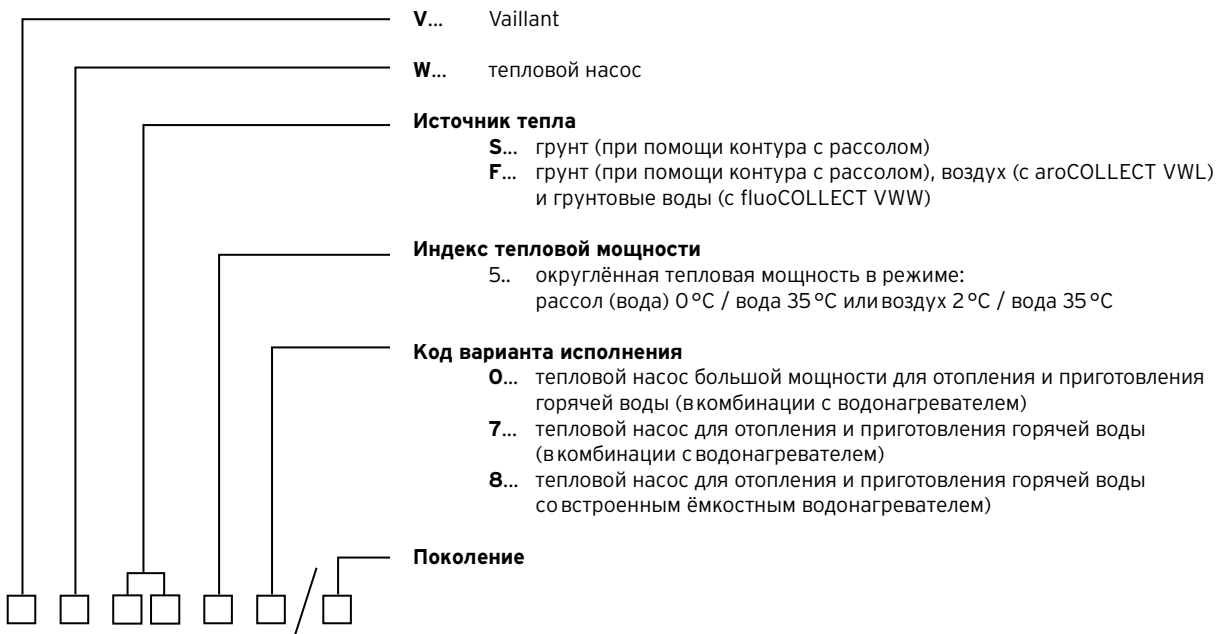 V... Vaillant
W... тепловой насос
Источник тепла
S... грунт (при помощи контура с рассолом)
F... грунт (при помощи контура с рассолом), воздух (с aroCOLLECT VWL)
и грунтовые воды (с fluoCOLLECT VWW)
Индекс тепловой мощности
5.. округлённая тепловая мощность в режиме:
рассол (вода) 0 °C / вода 35 °C или воздух 2 °C / вода 35 °C
Код варианта исполнения
0... тепловой насос большой мощности для отопления и приготовления
горячей воды (в комбинации с водонагревателем)
7... тепловой насос для отопления и приготовления горячей воды
(в комбинации с водонагревателем)
8... тепловой насос для отопления и приготовления горячей воды
со встроенным ёмкостным водонагревателем)
Поколение
/